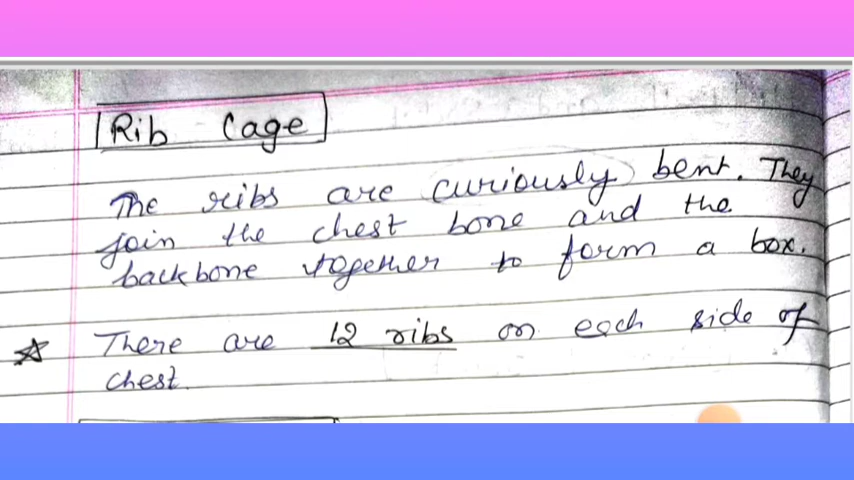 Rib Cage
The ribs are curiously bent. They
join the chest bone and the
backbone together to form a box.
There are 12 ribs on each side of
chest.